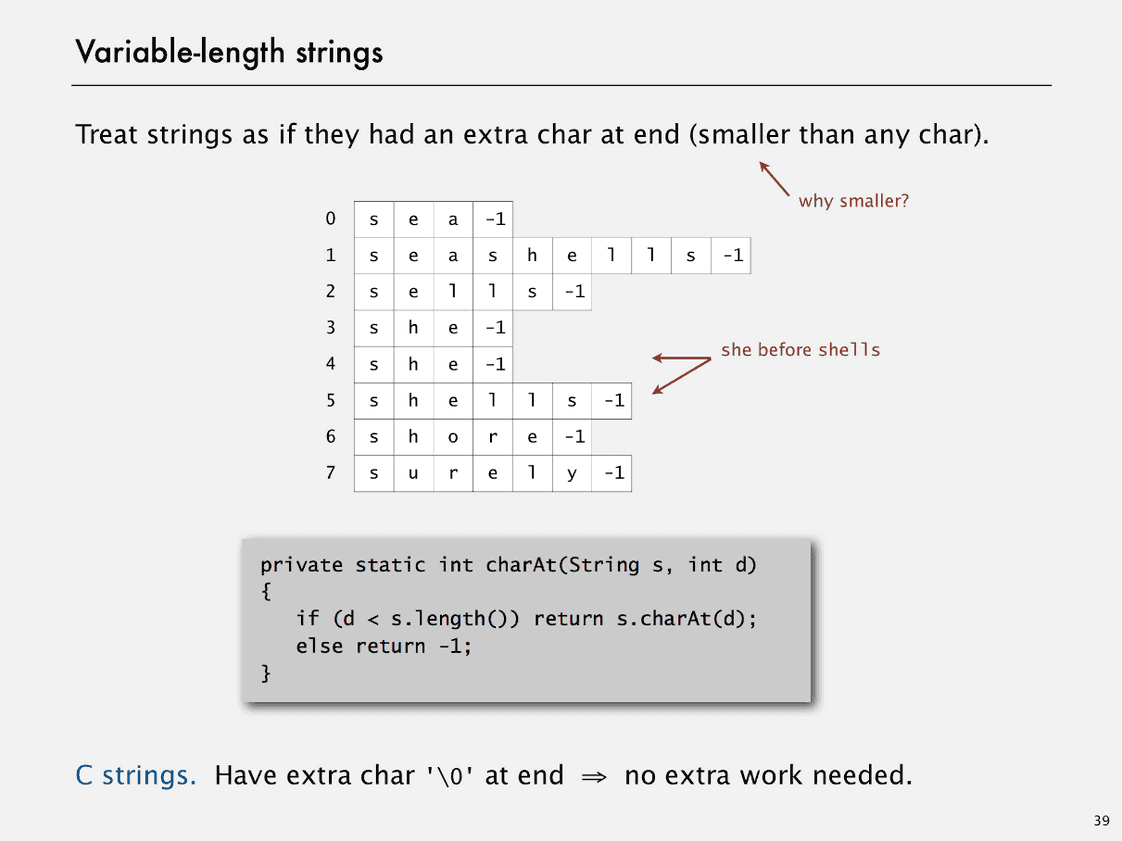 Variable-length strings
Treat strings as if they had an extra char at end (smaller than any char).
why smaller?
0 s e a -1
1 s e a s h e l l s -1
2 s e l l s -1
3 s h e -1
4 s h e -1
she before shells
5 s h e l l s -1
6 s h o r e -1
7 s u r e l y -1
private static int charAt(String s, int d)
{
if (d < s.length()) return s.charAt(d);
else return -1;
}
C strings. Have extra char '\0' at end ⇒ no extra work needed.
39